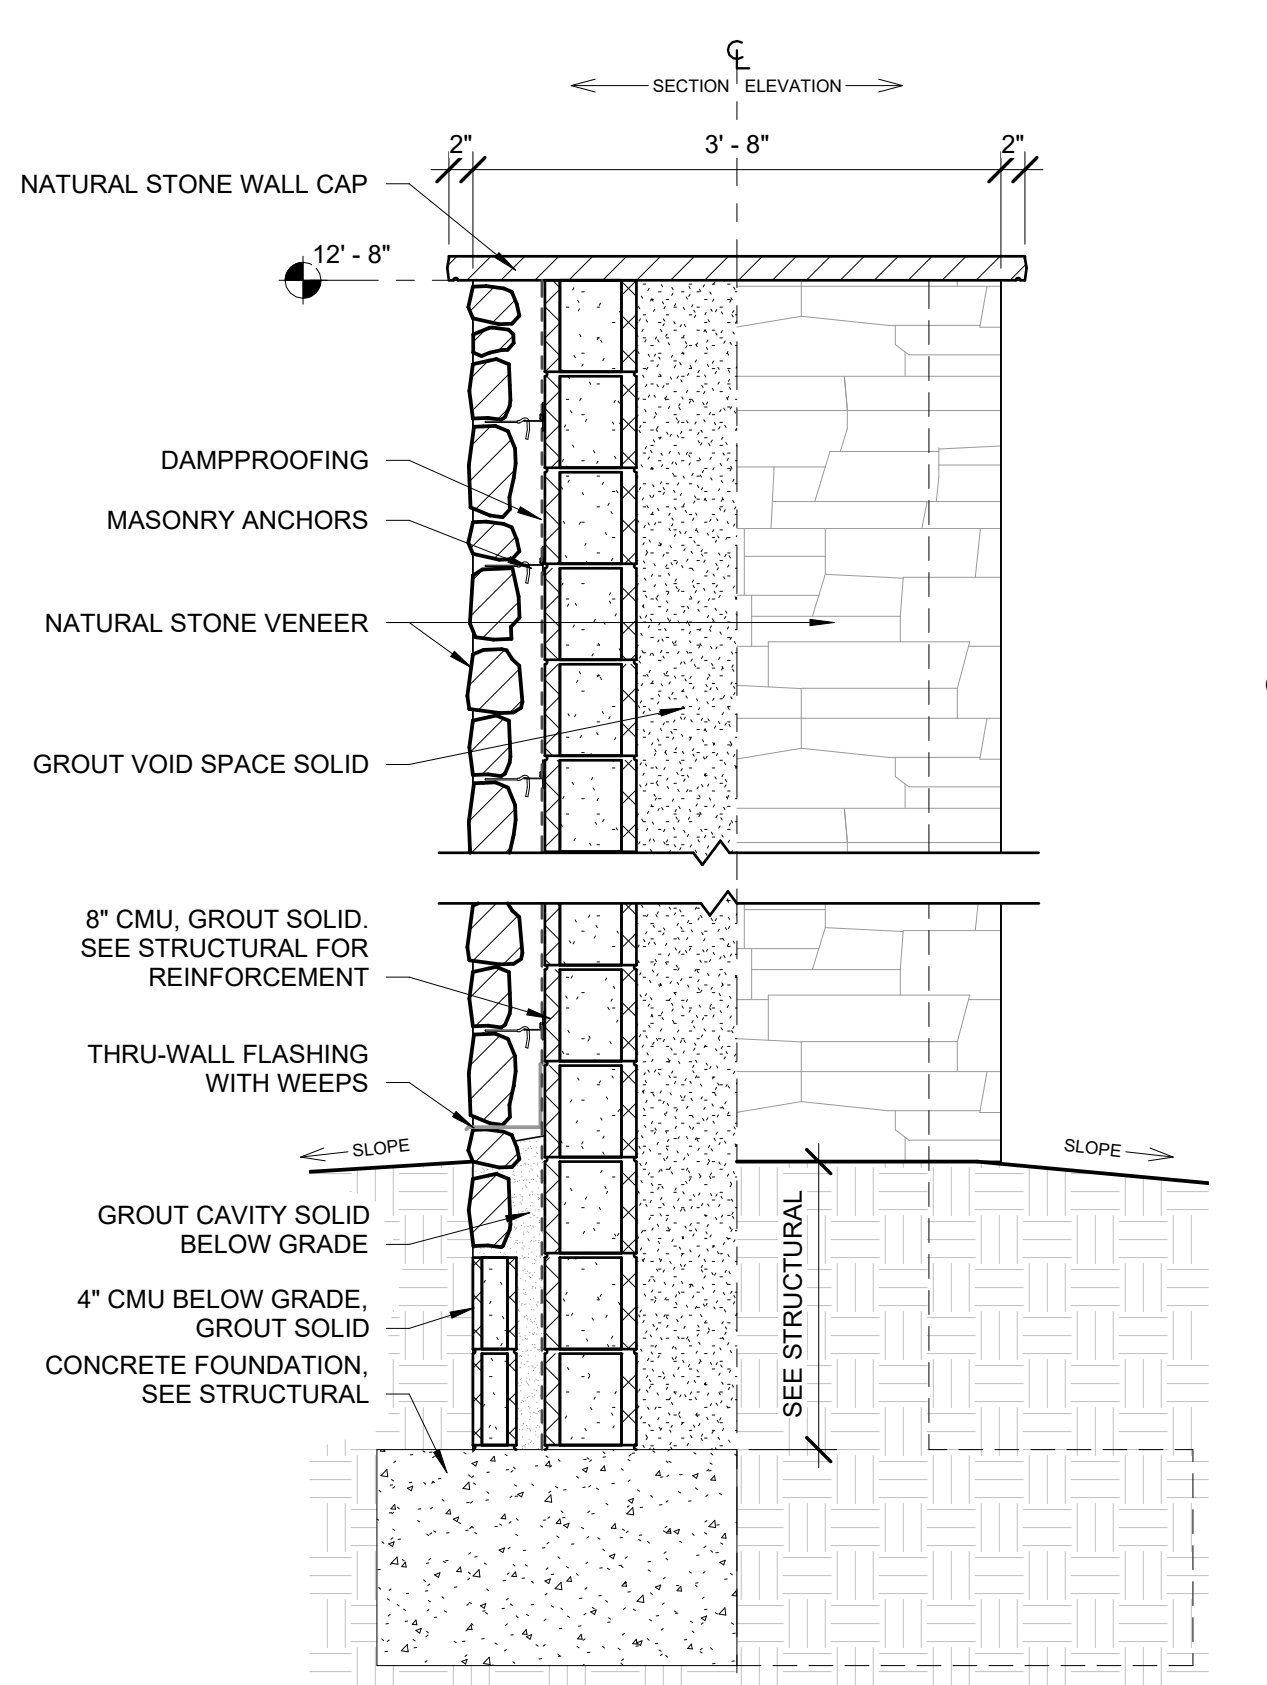 ℄
SECTION ELEVATION
2" 3' - 8" 2"
NATURAL STONE WALL CAP
12' - 8"
DAMPPROOFING
MASONRY ANCHORS
NATURAL STONE VENEER
GROUT VOID SPACE SOLID
8" CMU, GROUT SOLID.
SEE STRUCTURAL FOR
REINFORCEMENT
THRU-WALL FLASHING
WITH WEEPS
SLOPE
SLOPE
GROUT CAVITY SOLID
BELOW GRADE
SEE STRUCTURAL
4" CMU BELOW GRADE,
GROUT SOLID
CONCRETE FOUNDATION,
SEE STRUCTURAL